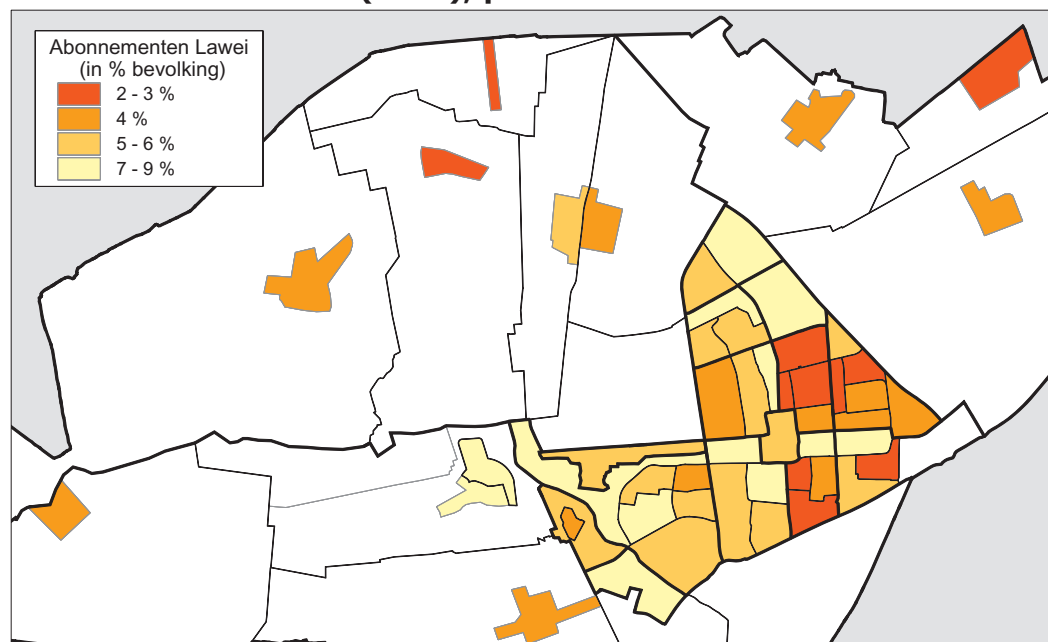 Abonnementen Lawei
(in % bevolking)
2 - 3 %
4 %
5 - 6 %
7 - 9 %